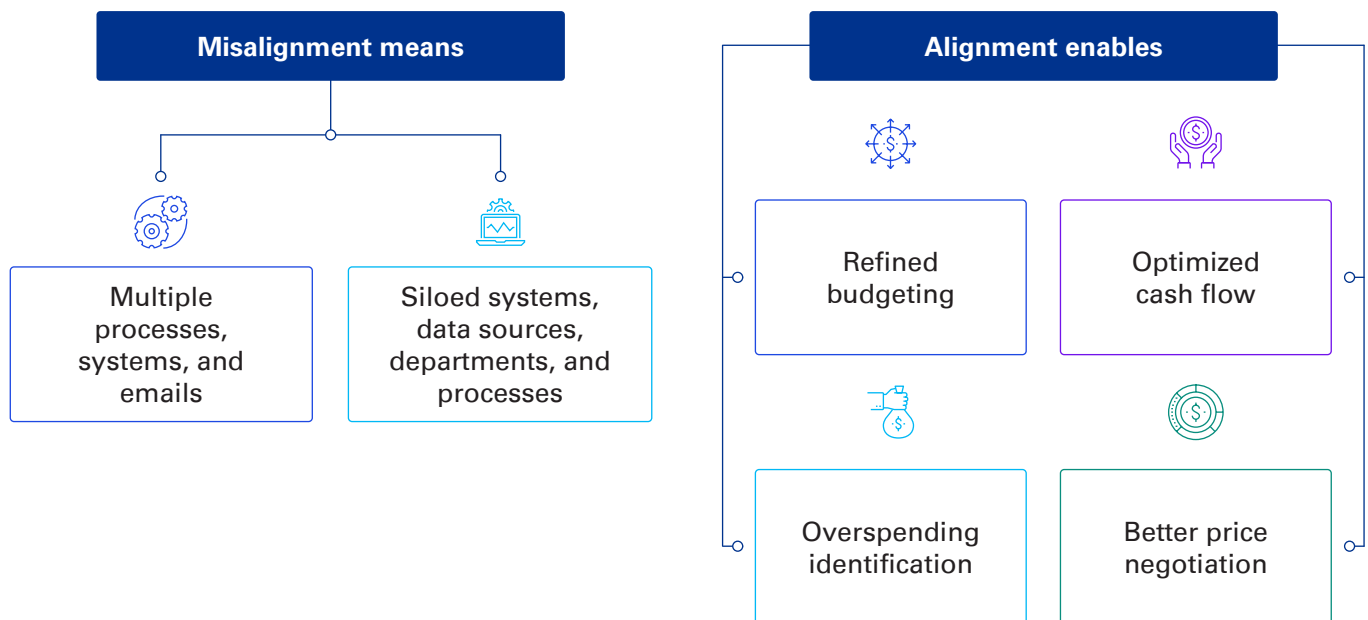 Misalignment means
Multiple
processes,
systems, and
emails
Siloed systems,
data sources,
departments, and
processes
Alignment enables
$
$
Refined
budgeting
Optimized
cash flow
$
$
Overspending
identification
Better price
negotiation